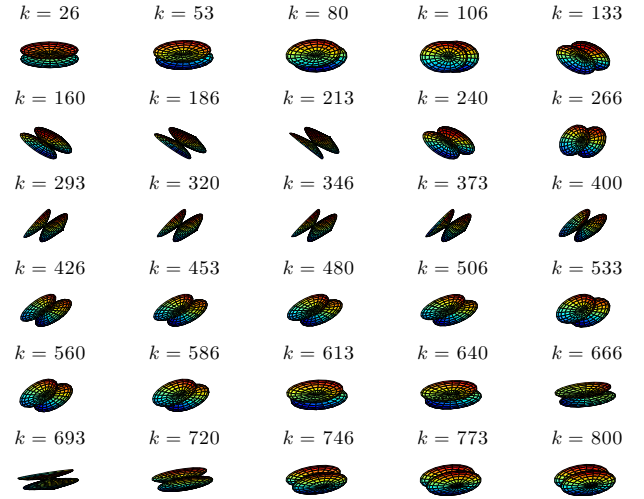 k = 26 k = 53 k = 80 k = 106 k = 133
k = 160 k = 186 k = 213 k = 240 k = 266
k = 293 k = 320 k = 346 k = 373 k = 400
k = 426 k = 453 k = 480 k = 506 k = 533
k = 560 k = 586 k = 613 k = 640 k = 666
k = 693 k = 720 k = 746 k = 773 k = 800